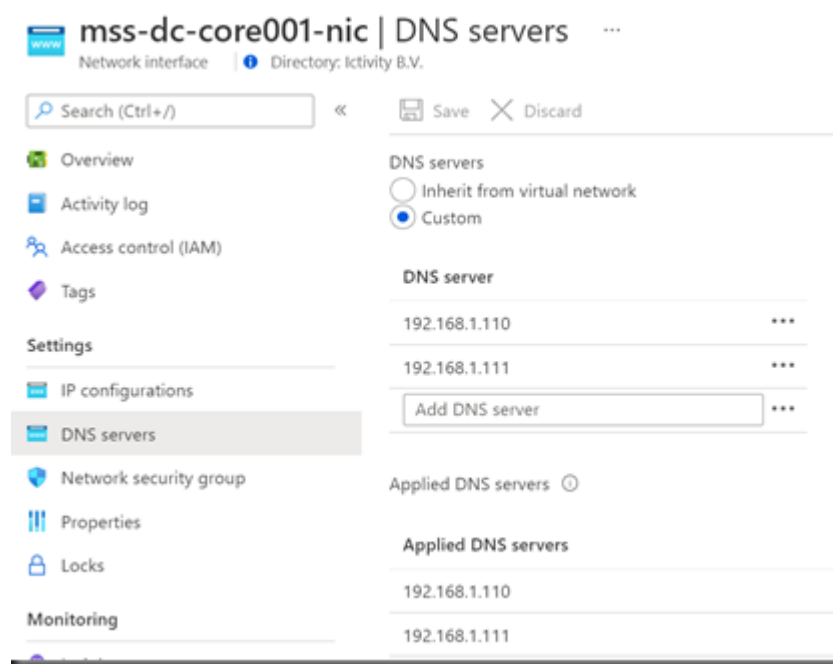 mss-dc-core001-nic | DNS servers ...
www
Network interface
Directory: Ictivity B.V.
Search (Ctrl+/)
«
Overview
Activity log
Access control (IAM)
Tags
Settings
IP configurations
DNS servers
Network security group
Properties
Locks
Monitoring
Save
Discard
DNS servers
Inherit from virtual network
Custom
DNS server
192.168.1.110
192.168.1.111
Add DNS server
Applied DNS servers
Applied DNS servers
192.168.1.110
192.168.1.111